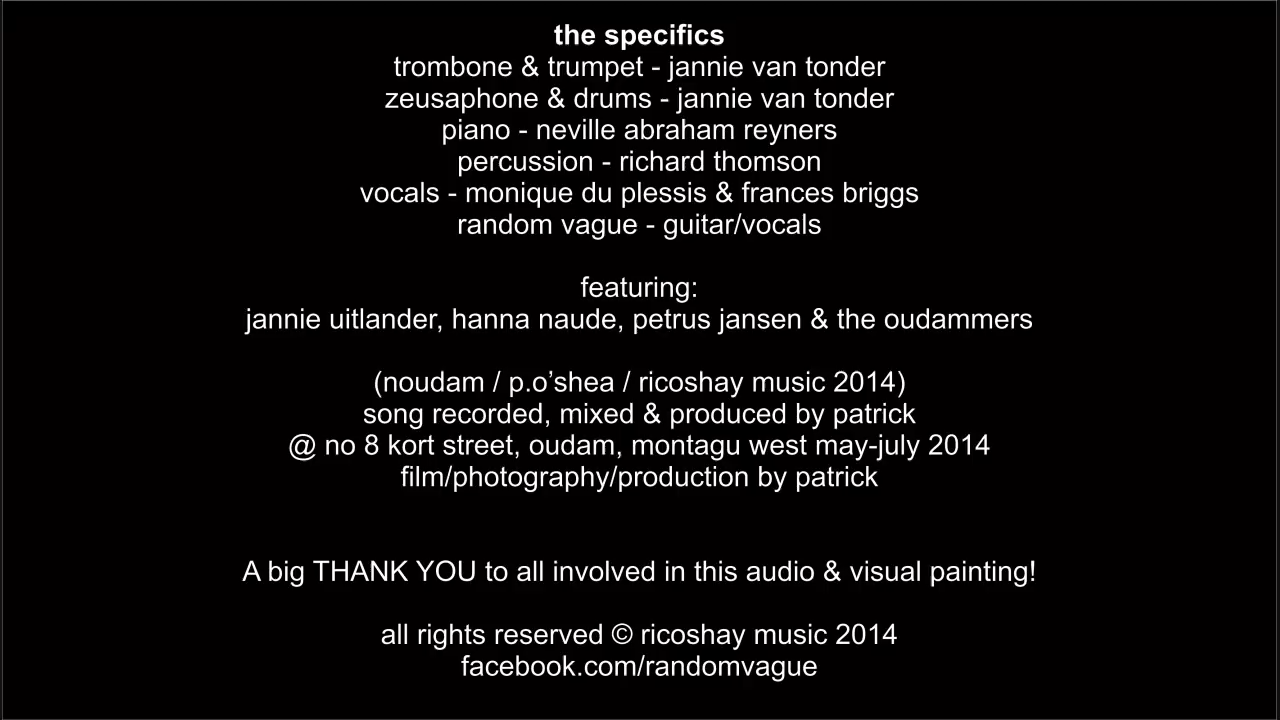 the specifics
trombone & trumpet - jannie van tonder
zeusaphone & drums - jannie van tonder
piano - neville abraham reyners
percussion - richard thomson
vocals - monique du plessis & frances briggs
random vague - guitar/vocals
featuring:
jannie uitlander, hanna naude, petrus jansen & the oudammers
(noudam / p.o’shea / ricoshay music 2014)
song recorded, mixed & produced by patrick
@ no 8 kort street, oudam, montagu west may-july 2014
film/photography/production by patrick
A big THANK YOU to all involved in this audio & visual painting!
all rights reserved © ricoshay music 2014
facebook.com/randomvague